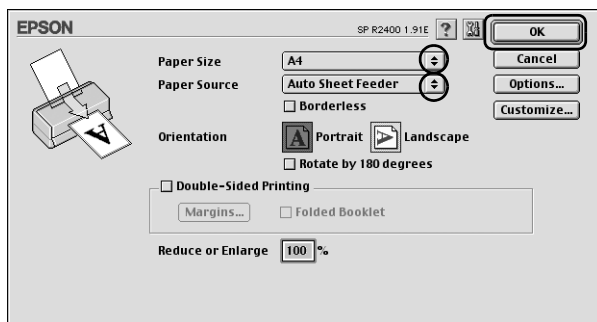 EPSON
SP R2400 1.91E
?
OK
Paper Size
A4
Cancel
Paper Source
Auto Sheet Feeder
Options...
Borderless
Customize...
Orientation
A
Portrait
A
Landscape
Rotate by 180 degrees
A
Double-Sided Printing
Margins...
Folded Booklet
Reduce or Enlarge
100
%